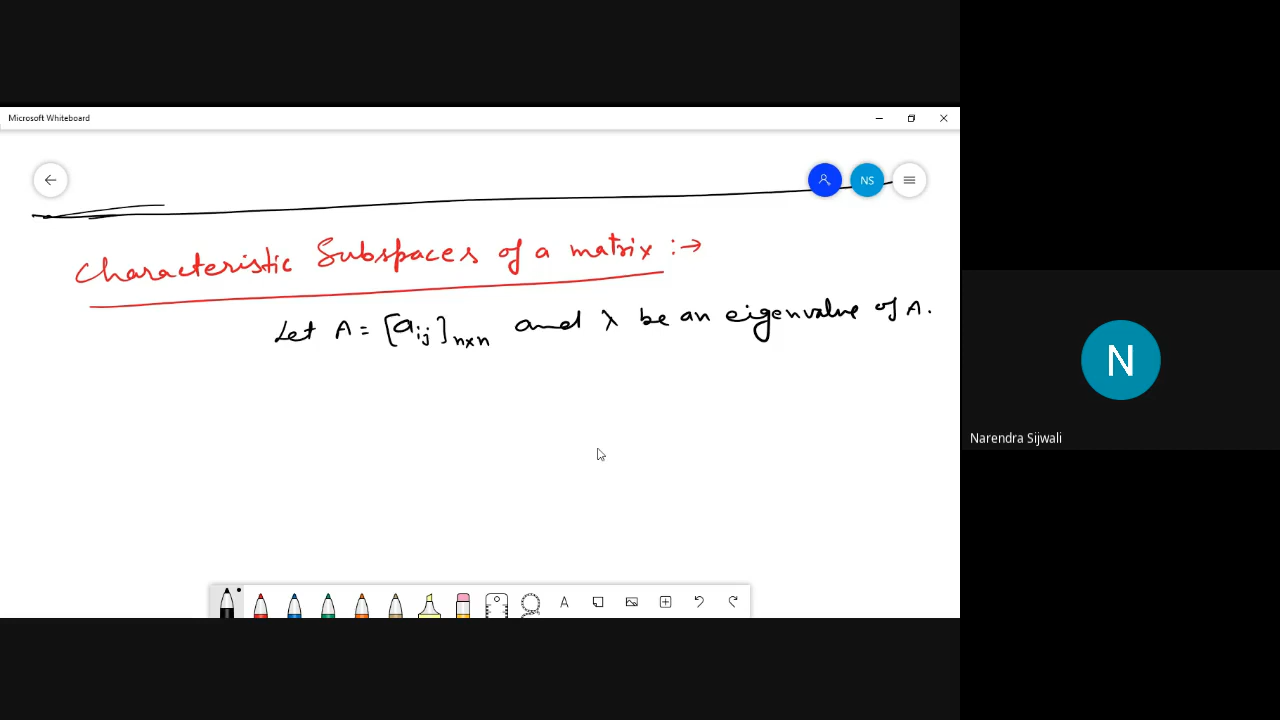 Microsoft Whiteboard
NS
Characteristic Subspaces of a matrix :→
Let A = [aij]n×n and λ be an eigenvalue of A.
N
Narendra Sijwali
A